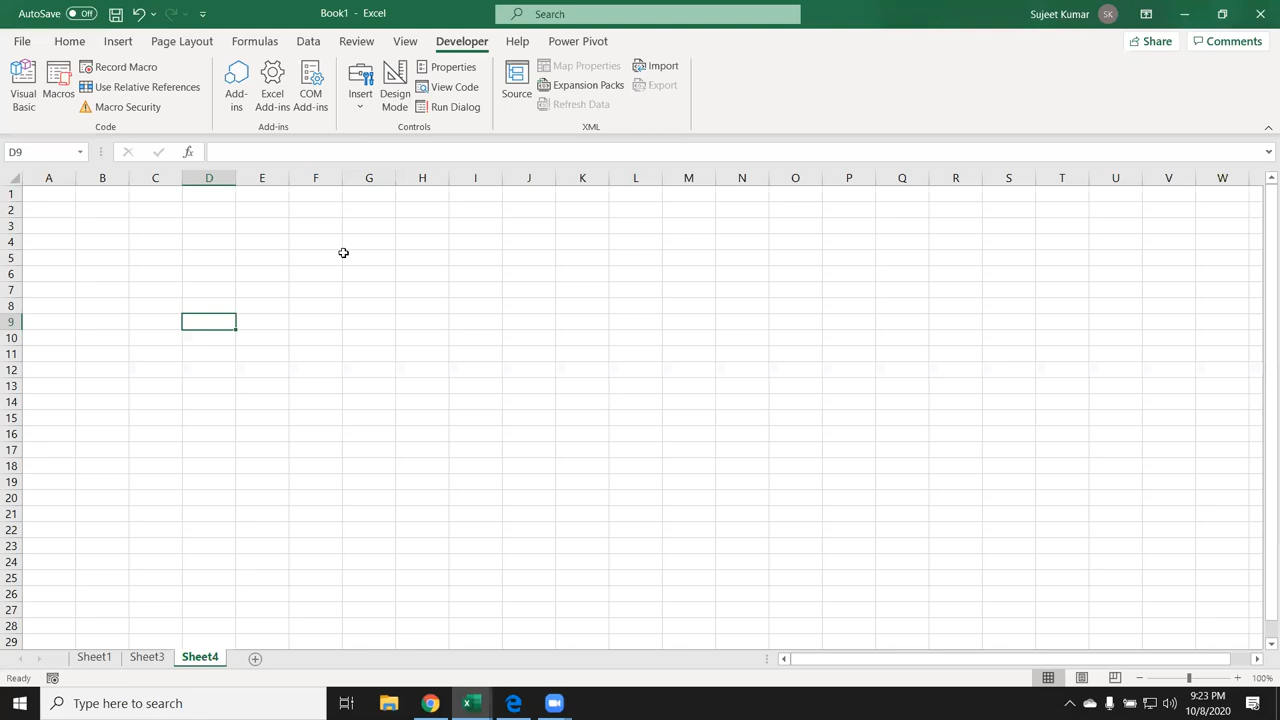 AutoSave Off Book1 - Excel Search Sujeet Kumar SK
File Home Insert Page Layout Formulas Data Review View Developer Help Power Pivot Share Comments
Visual Basic
Macros
Record Macro
Use Relative References
Macro Security
Code
Add-ins
Excel Add-ins
COM Add-ins
Add-ins
Insert
Design Mode
Properties
View Code
Run Dialog
Controls
Source
Map Properties
Expansion Packs
Refresh Data
Import
Export
XML
D9 fx
A B C D E F G H I J K L M N O P Q R S T U V W
1
2
3
4
5
6
7
8
9
10
11
12
13
14
15
16
17
18
19
20
21
22
23
24
25
26
27
28
29
Sheet1 Sheet3 Sheet4
Ready 100%
Type here to search 9:23 PM
10/8/2020